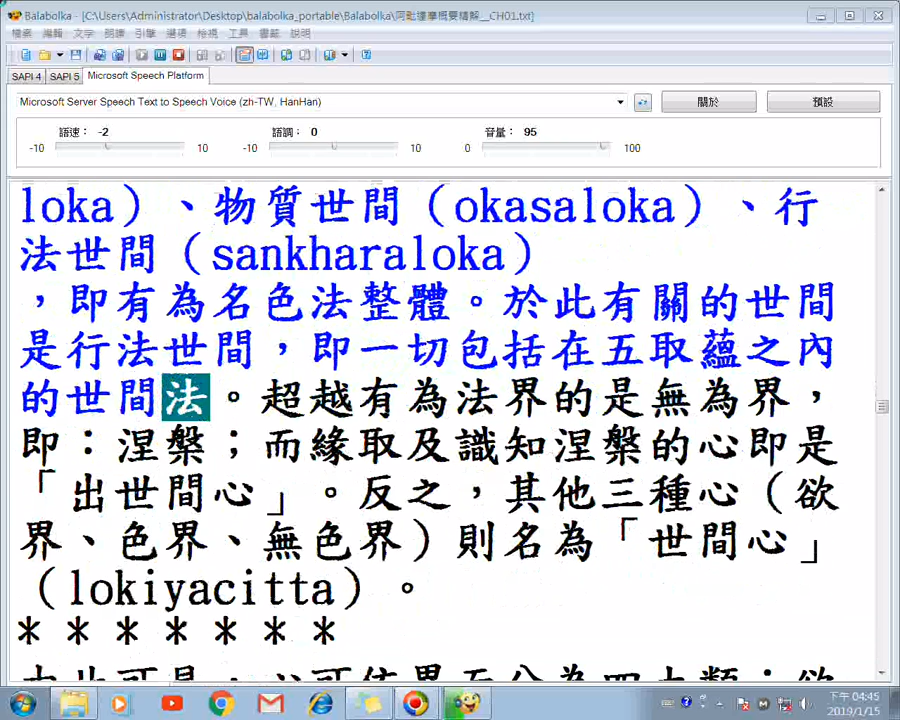 Balabolka - [C:\Users\Administrator\Desktop\balabolka_portable\Balabolka\阿毗達摩概要精解__CH01.txt]
檔案 編輯 文字 朗讀 引擎 選項 檢視 工具 書籤 說明
SAPI 4 SAPI 5 Microsoft Speech Platform
Microsoft Server Speech Text to Speech Voice (zh-TW, HanHan) 關於 預設
語速： -2 語調： 0 音量： 95
-10 10 -10 10 0 100
loka）、物質世間（okasaloka）、行
法世間（sankharaloka）
，即有為名色法整體。於此有關的世間
是行法世間，即一切包括在五取蘊之內
的世間法。超越有為法界的是無為界，
即：涅槃；而緣取及識知涅槃的心即是
「出世間心」。反之，其他三種心（欲
界、色界、無色界）則名為「世間心」
（lokiyacitta）。
＊＊＊＊＊＊＊
下午 04:45
2019/1/15